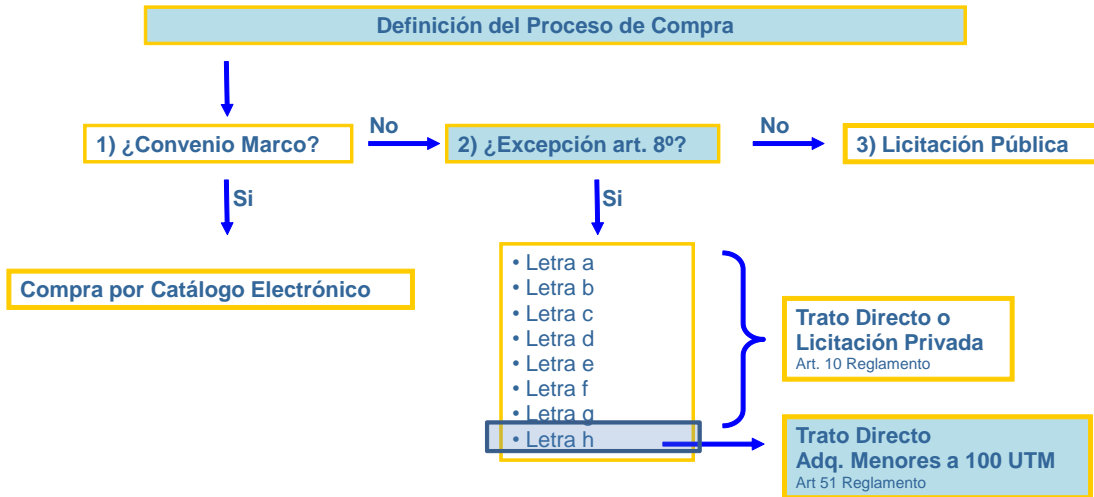 Definición del Proceso de Compra
1) ¿Convenio Marco?
No
2) ¿Excepción art. 8º?
No
3) Licitación Pública
Si
Si
Compra por Catálogo Electrónico
• Letra a
• Letra b
• Letra c
• Letra d
• Letra e
• Letra f
• Letra g
• Letra h
Trato Directo o
Licitación Privada
Art. 10 Reglamento
Trato Directo
Adq. Menores a 100 UTM
Art 51 Reglamento